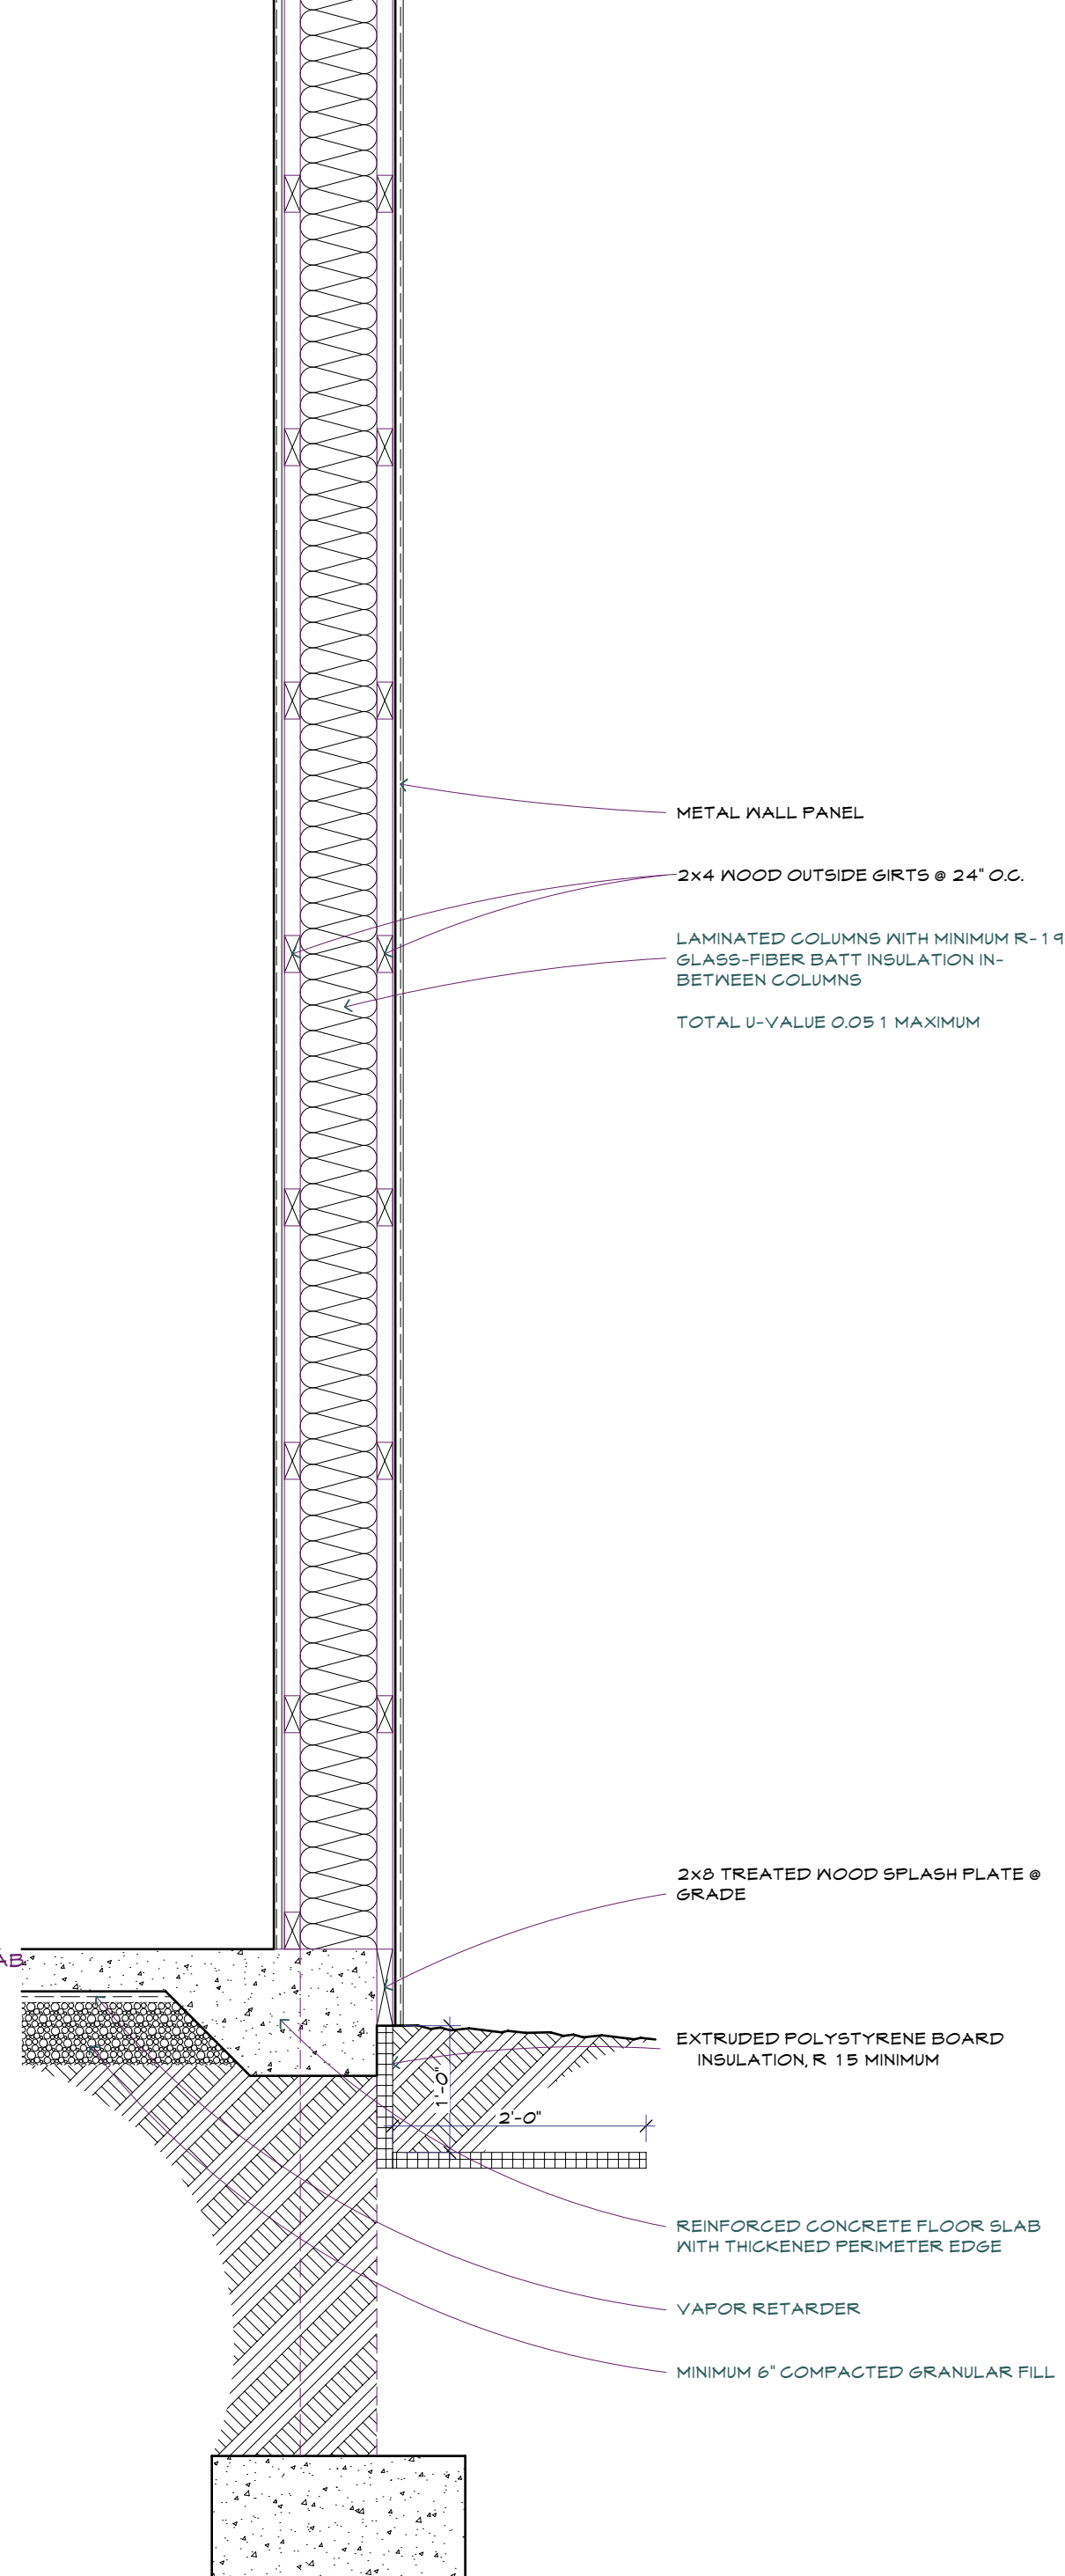 METAL WALL PANEL
2x4 WOOD OUTSIDE GIRTS @ 24" O.C.
LAMINATED COLUMNS WITH MINIMUM R-19
GLASS-FIBER BATT INSULATION IN-
BETWEEN COLUMNS
TOTAL U-VALUE 0.051 MAXIMUM
2x8 TREATED WOOD SPLASH PLATE @
GRADE
AB
EXTRUDED POLYSTYRENE BOARD
INSULATION, R 15 MINIMUM
1'-0"
2'-0"
REINFORCED CONCRETE FLOOR SLAB
WITH THICKENED PERIMETER EDGE
VAPOR RETARDER
MINIMUM 6" COMPACTED GRANULAR FILL